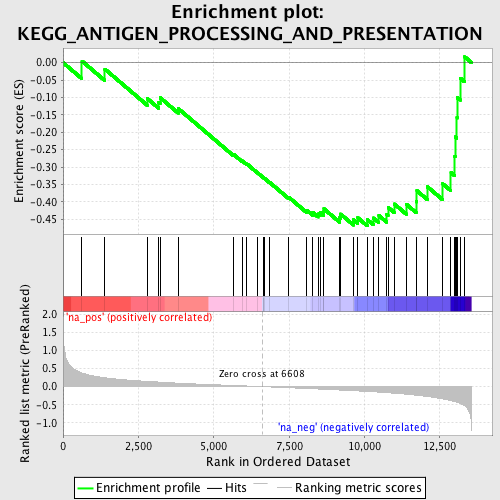 Enrichment plot:
KEGG_ANTIGEN_PROCESSING_AND_PRESENTATION
Enrichment score (ES)
0.00
-0.05
-0.10
-0.15
-0.20
-0.25
-0.30
-0.35
-0.40
-0.45
'na_pos' (positively correlated)
Ranked list metric (PreRanked)
2.0
1.5
1.0
0.5
0.0
-0.5
-1.0
Zero cross at 6608
'na_neg' (negatively correlated)
0
2,500
5,000
7,500
10,000
12,500
Rank in Ordered Dataset
Enrichment profile
Hits
Ranking metric scores